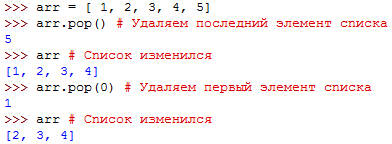 >>> arr = [ 1, 2, 3, 4, 5]
>>> arr.pop() # Удаляем последний элемент списка
5
>>> arr # Список изменился
[1, 2, 3, 4]
>>> arr.pop(0) # Удаляем первый элемент списка
1
>>> arr # Список изменился
[2, 3, 4]